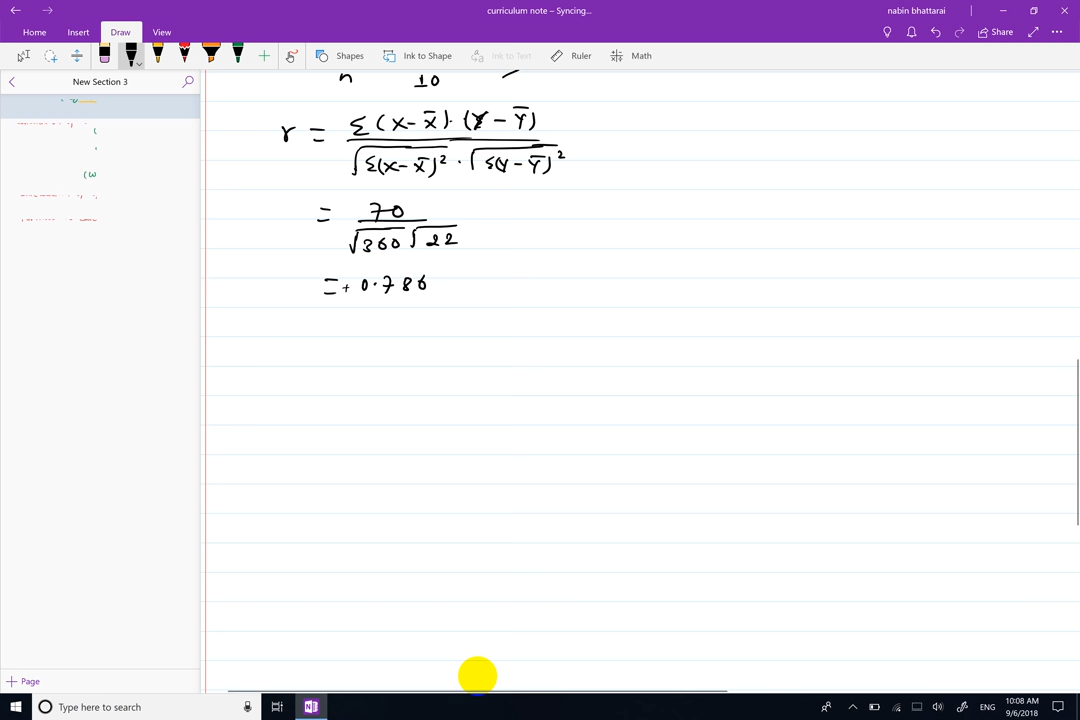 curriculum note – Syncing...
nabin bhattarai
Home Insert Draw View
Share
Shapes Ink to Shape Ink to Text Ruler Math
New Section 3
n 10
r = Σ(X-X̄)·(Y-Ȳ)
√Σ(X-X̄)² · √Σ(Y-Ȳ)²
= 70
√360 √22
= + 0.786
+ Page
Type here to search
ENG
10:08 AM
9/6/2018